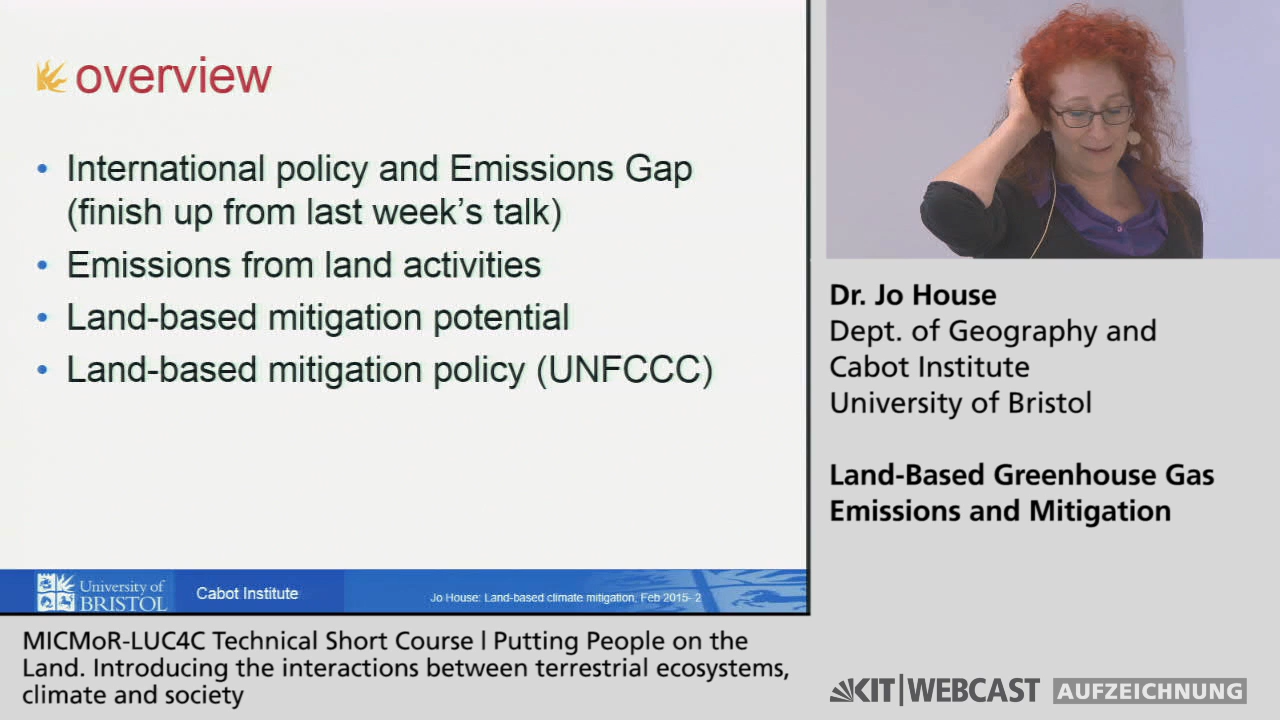 overview
• International policy and Emissions Gap
(finish up from last week's talk)
• Emissions from land activities
• Land-based mitigation potential
• Land-based mitigation policy (UNFCCC)
University of
BRISTOL
Cabot Institute
Jo House: Land-based climate mitigation, Feb 2015- 2
Dr. Jo House
Dept. of Geography and
Cabot Institute
University of Bristol
Land-Based Greenhouse Gas
Emissions and Mitigation
MICMoR-LUC4C Technical Short Course | Putting People on the
Land. Introducing the interactions between terrestrial ecosystems,
climate and society
KIT|WEBCAST AUFZEICHNUNG